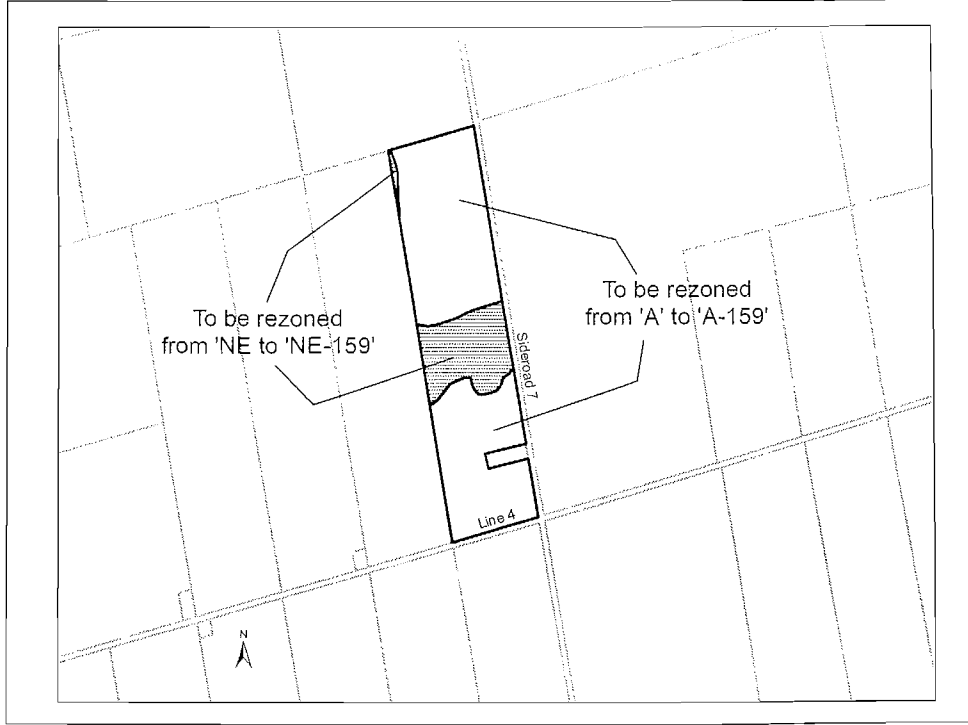 To be rezoned
from 'NE to 'NE-159'
To be rezoned
from 'A' to 'A-159'
Sideroad 7
Line 4
N